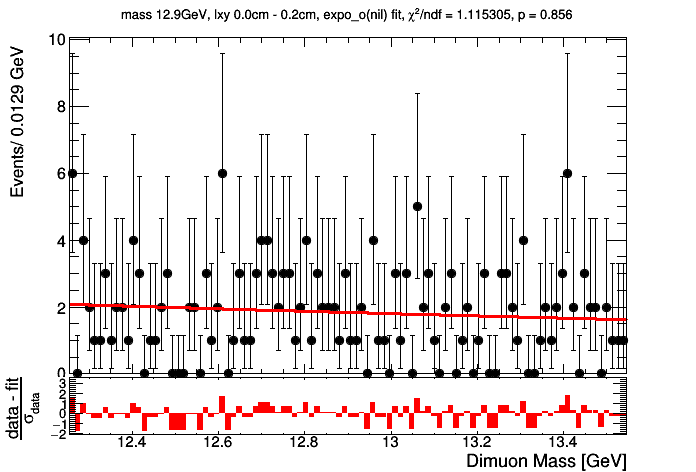 mass 12.9GeV, lxy 0.0cm - 0.2cm, expo_o(nil) fit, χ²/ndf = 1.115305, p = 0.856
Events/ 0.0129 GeV
10
8
6
4
2
0
data - fit
σdata
3
2
1
0
−1
−2
12.4 12.6 12.8 13 13.2 13.4
Dimuon Mass [GeV]